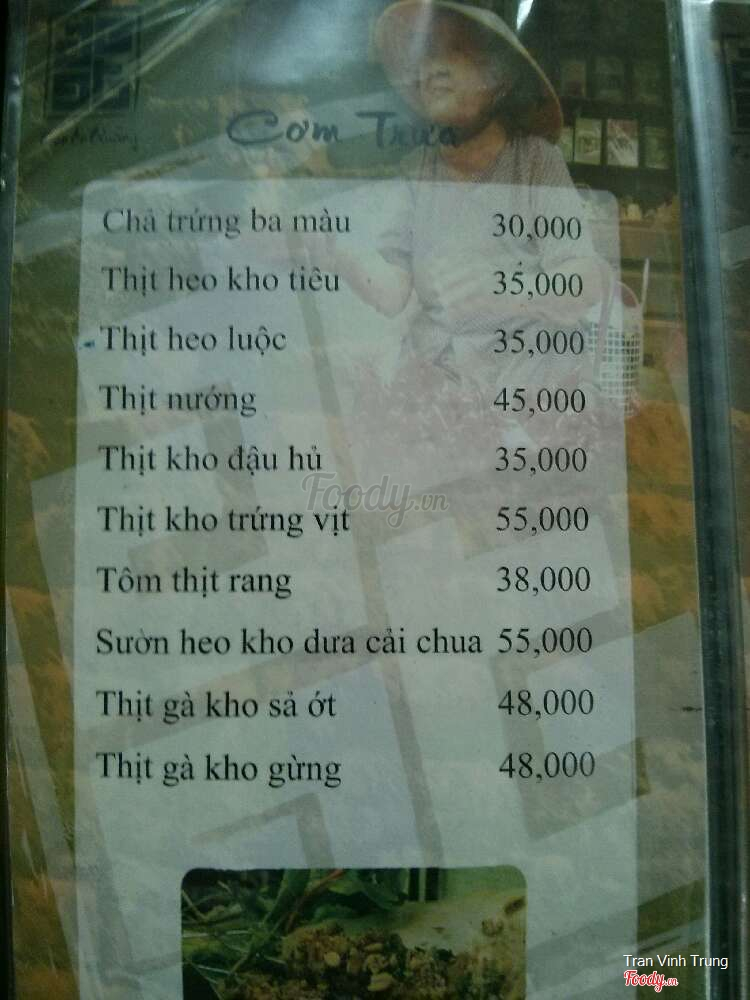 Cơm Trưa
Chả trứng ba màu 30,000
Thịt heo kho tiêu 35,000
Thịt heo luộc 35,000
Thịt nướng 45,000
Thịt kho đậu hủ 35,000
Foody.vn
Thịt kho trứng vịt 55,000
Tôm thịt rang 38,000
Sườn heo kho dưa cải chua 55,000
Thịt gà kho sả ớt 48,000
Thịt gà kho gừng 48,000
Tran Vinh Trung
Foody.vn